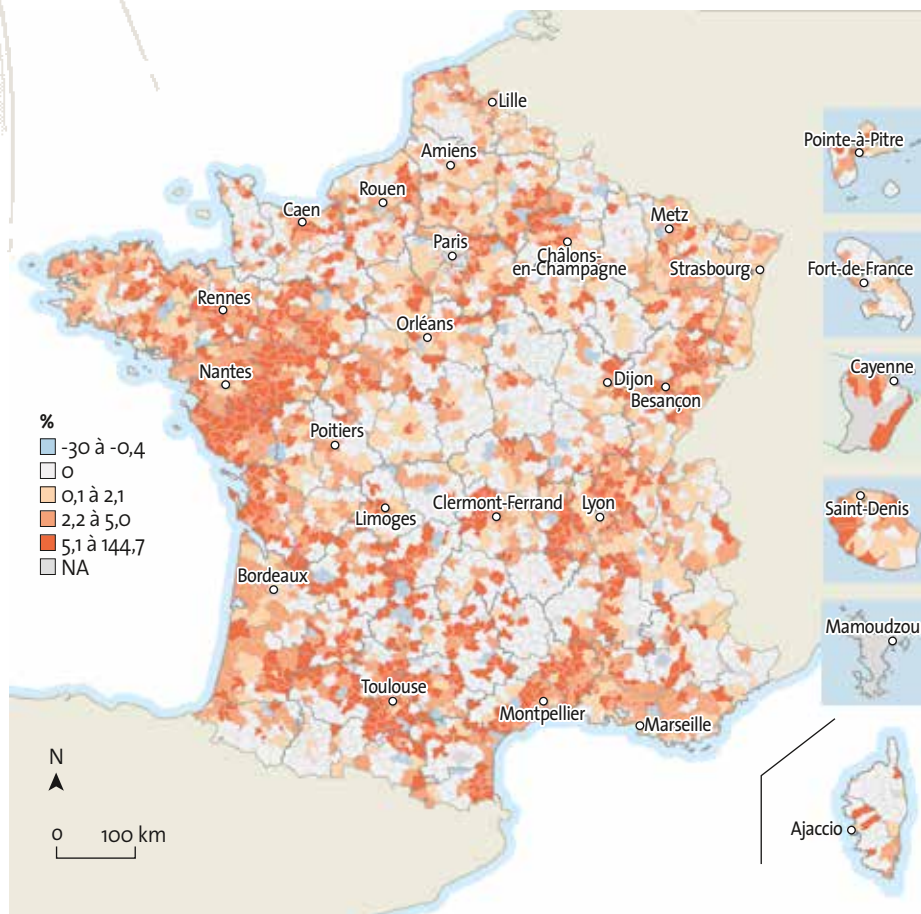 Lille
Pointe-à-Pitre
Amiens
Rouen
Caen
Metz
Paris
Châlons-
en-Champagne
Strasbourg
Fort-de-France
Rennes
Orléans
Nantes
Dijon
Besançon
Cayenne
%
-30 à -0,4
0
0,1 à 2,1
2,2 à 5,0
5,1 à 144,7
NA
Poitiers
Limoges
Clermont-Ferrand
Lyon
Saint-Denis
Bordeaux
Mamoudzou
Toulouse
Montpellier
Marseille
N
0 100 km
Ajaccio